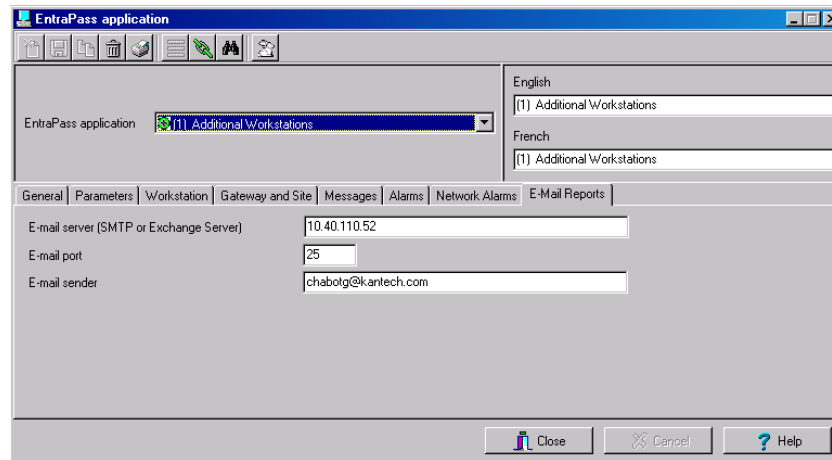 EntraPass application
English
(1) Additional Workstations
EntraPass application
(1) Additional Workstations
French
(1) Additional Workstations
General
Parameters
Workstation
Gateway and Site
Messages
Alarms
Network Alarms
E-Mail Reports
E-mail server (SMTP or Exchange Server)
10.40.110.52
E-mail port
25
E-mail sender
chabotg@kantech.com
Close
Cancel
? Help